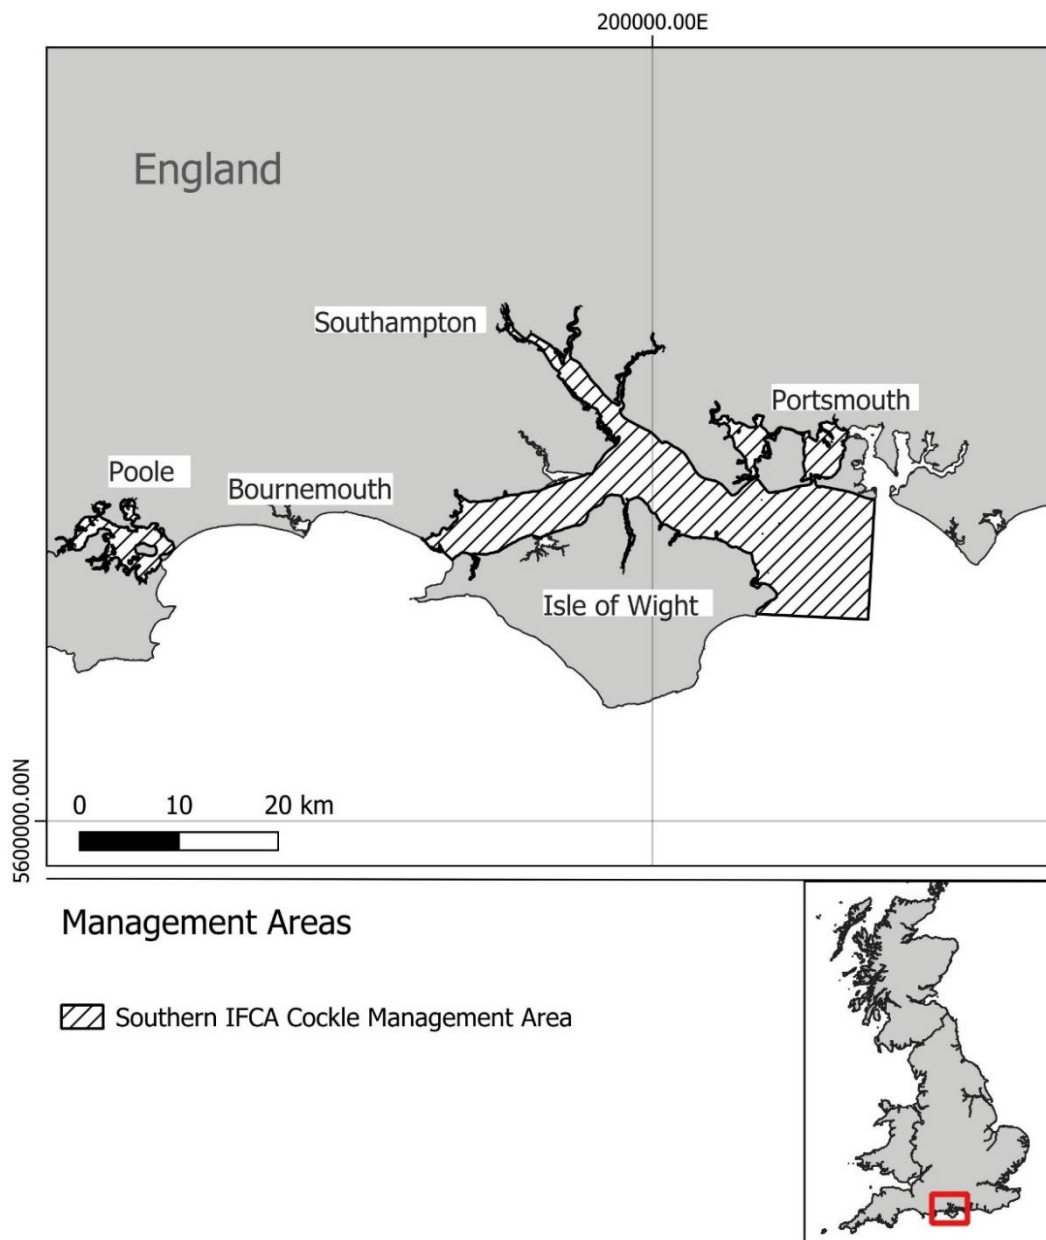 200000.00E
England
Southampton
Portsmouth
Poole
Bournemouth
Isle of Wight
0 10 20 km
5600000.00N
Management Areas
Southern IFCA Cockle Management Area